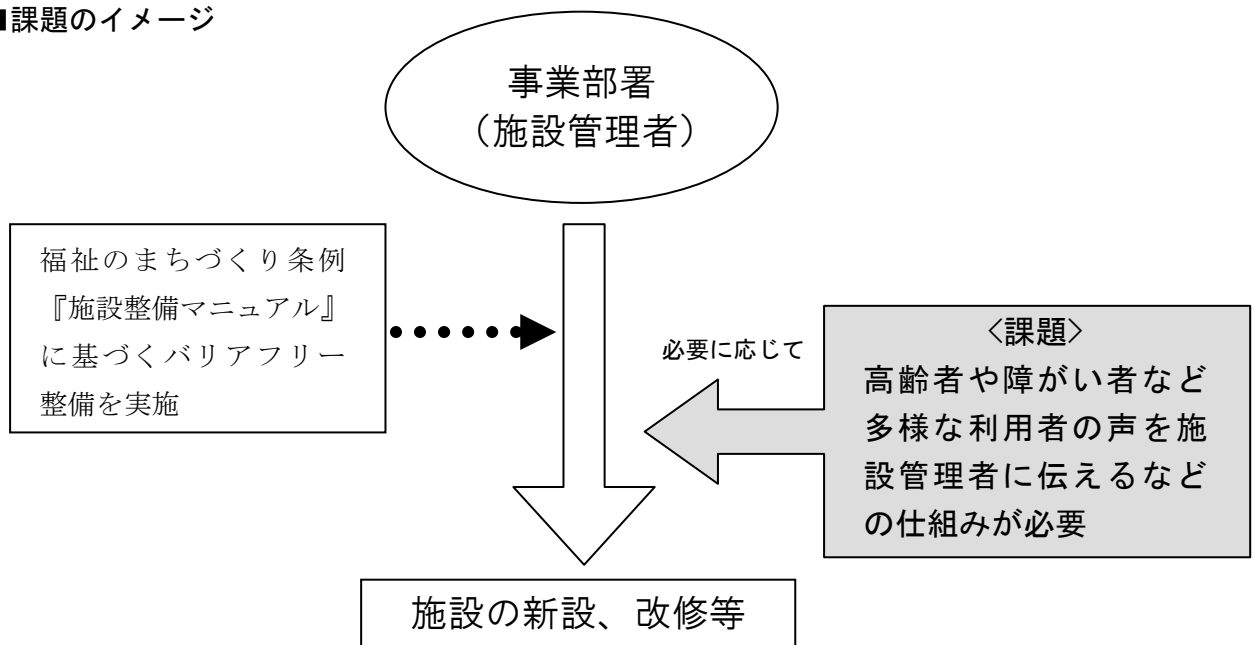 ■課題のイメージ
事業部署
（施設管理者）
福祉のまちづくり条例
『施設整備マニュアル』
に基づくバリアフリー
整備を実施
必要に応じて
〈課題〉
高齢者や障がい者など
多様な利用者の声を施
設管理者に伝えるなど
の仕組みが必要
施設の新設、改修等